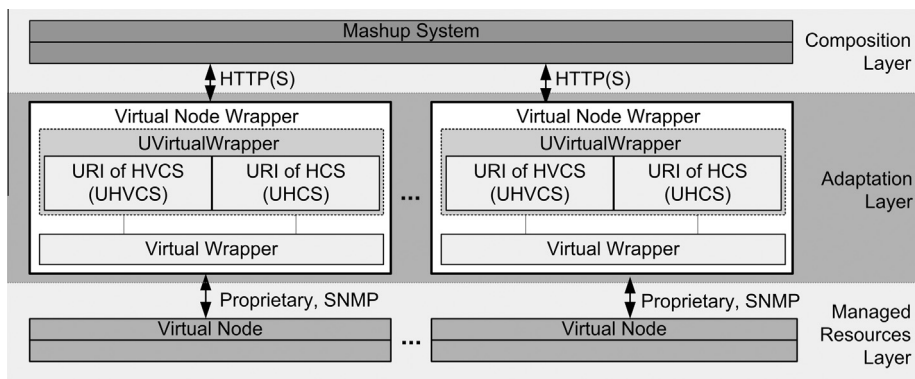 Mashup System
Composition
Layer
HTTP(S)
HTTP(S)
Virtual Node Wrapper
UVirtualWrapper
URI of HVCS
(UHVCS)
URI of HCS
(UHCS)
Virtual Wrapper
...
Virtual Node Wrapper
UVirtualWrapper
URI of HVCS
(UHVCS)
URI of HCS
(UHCS)
Virtual Wrapper
Adaptation
Layer
Proprietary, SNMP
Proprietary, SNMP
Virtual Node
...
Virtual Node
Managed
Resources
Layer